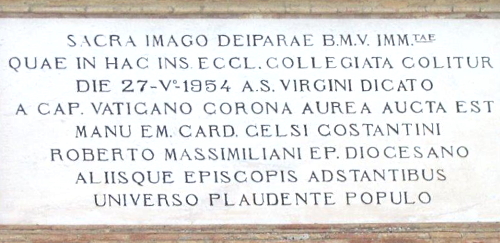 SACRA IMAGO DEIPARAE B.M.V. IMM.TAE
QUAE IN HAC INS. ECCL. COLLEGIATA COLITUR
DIE 27-Vº-1954 A.S. VIRGINI DICATO
A CAP. VATICANO CORONA AUREA AUCTA EST
MANU EM. CARD. CELSI COSTANTINI
ROBERTO MASSIMILIANI EP. DIOCESANO
ALIISQUE EPISCOPIS ADSTANTIBUS
UNIVERSO PLAUDENTE POPULO